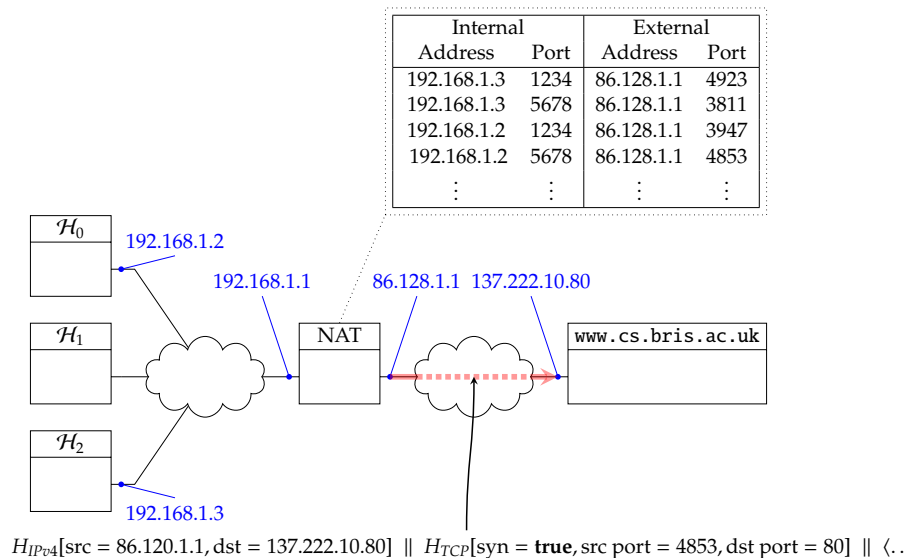 Internal External
Address Port Address Port
192.168.1.3 1234 86.128.1.1 4923
192.168.1.3 5678 86.128.1.1 3811
192.168.1.2 1234 86.128.1.1 3947
192.168.1.2 5678 86.128.1.1 4853
⋮ ⋮ ⋮ ⋮
H₀
192.168.1.2
192.168.1.1 86.128.1.1 137.222.10.80
H₁ NAT www.cs.bris.ac.uk
H₂
192.168.1.3
H_IPv4[src = 86.120.1.1, dst = 137.222.10.80] ∥ H_TCP[syn = true, src port = 4853, dst port = 80] ∥ ⟨. .